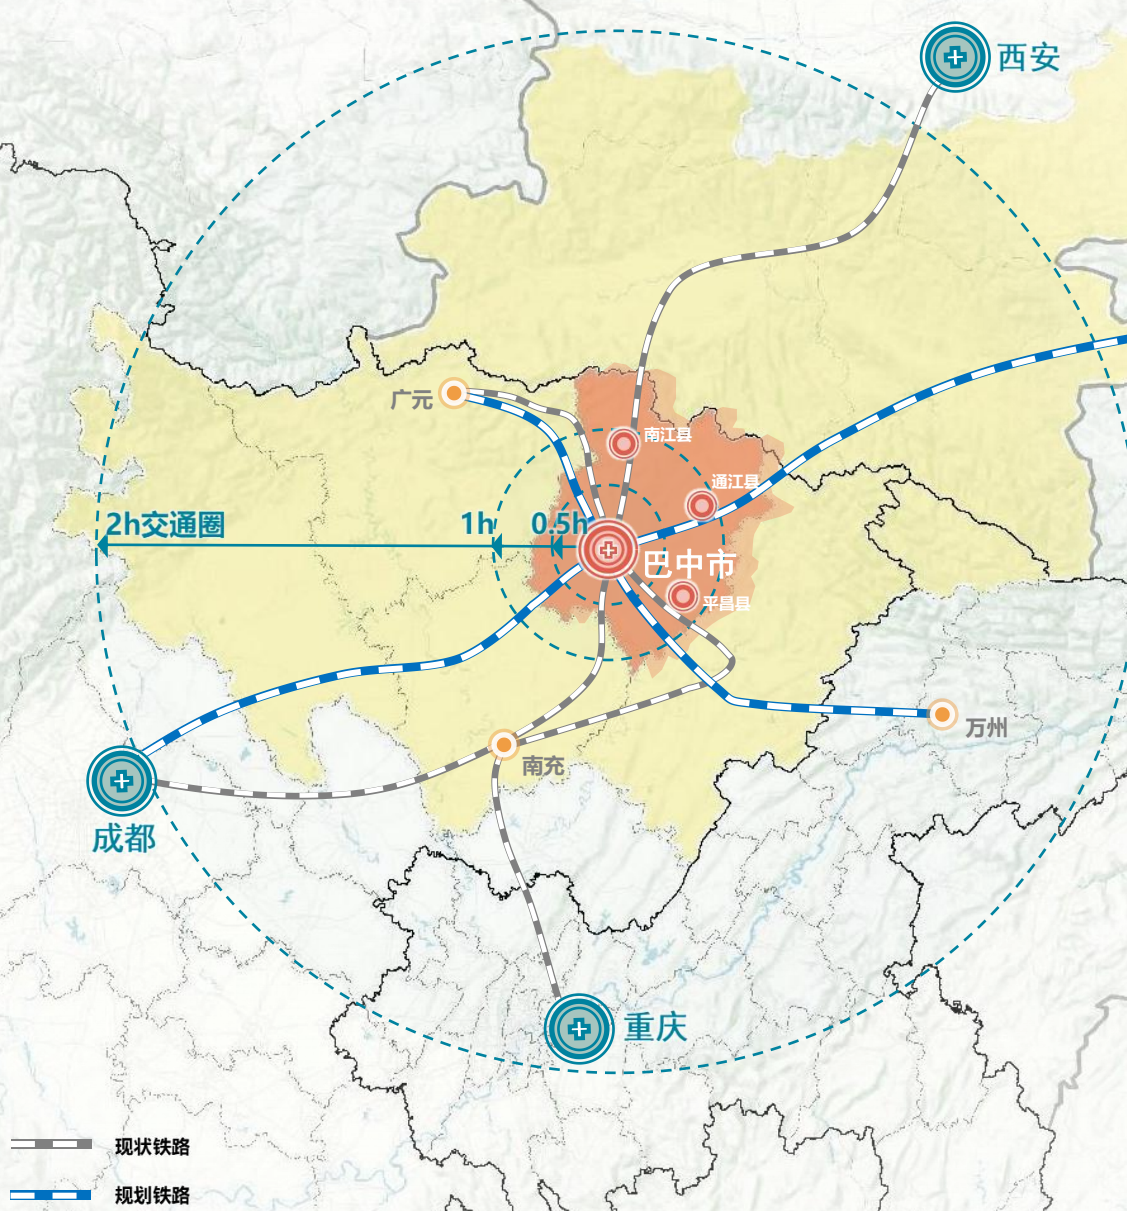 西安
广元
南江县
通江县
2h交通圈
1h
0.5h
巴中市
平昌县
万州
南充
成都
重庆
现状铁路
规划铁路